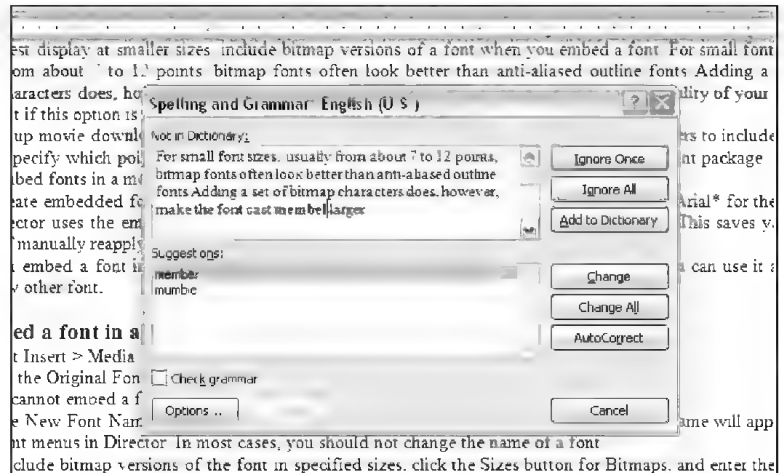 est display at smaller sizes include bitmap versions of a font when you embed a font For small font
om about 7 to 12 points bitmap fonts often look better than anti-aliased outline fonts Adding a
aracters does, ho
ility of your
Spelling and Grammar: English (U S )
t if this option is
Not in Dictionary:
up movie downl
ers to include
For small font sizes, usually from about 7 to 12 points,
bitmap fonts often look better than anti-aliased outline
fonts Adding a set of bitmap characters does, however,
make the font cast membel larger
Ignore Once
Ignore All
Add to Dictionary
pecify which poi
nt package
bed fonts in a m
eate embedded fo
Arial* for the
ector uses the em
This saves y
f manually reapply
Suggestions:
member
mumble
Change
Change All
AutoCorrect
embed a font i
can use it a
y other font.
ed a font in a
t Insert > Media
the Original Fon
Check grammar
cannot embed a f
Options ..
Cancel
e New Font Nam
ame will app
nt menus in Director In most cases, you should not change the name of a font
clude bitmap versions of the font in specified sizes, click the Sizes button for Bitmaps, and enter the